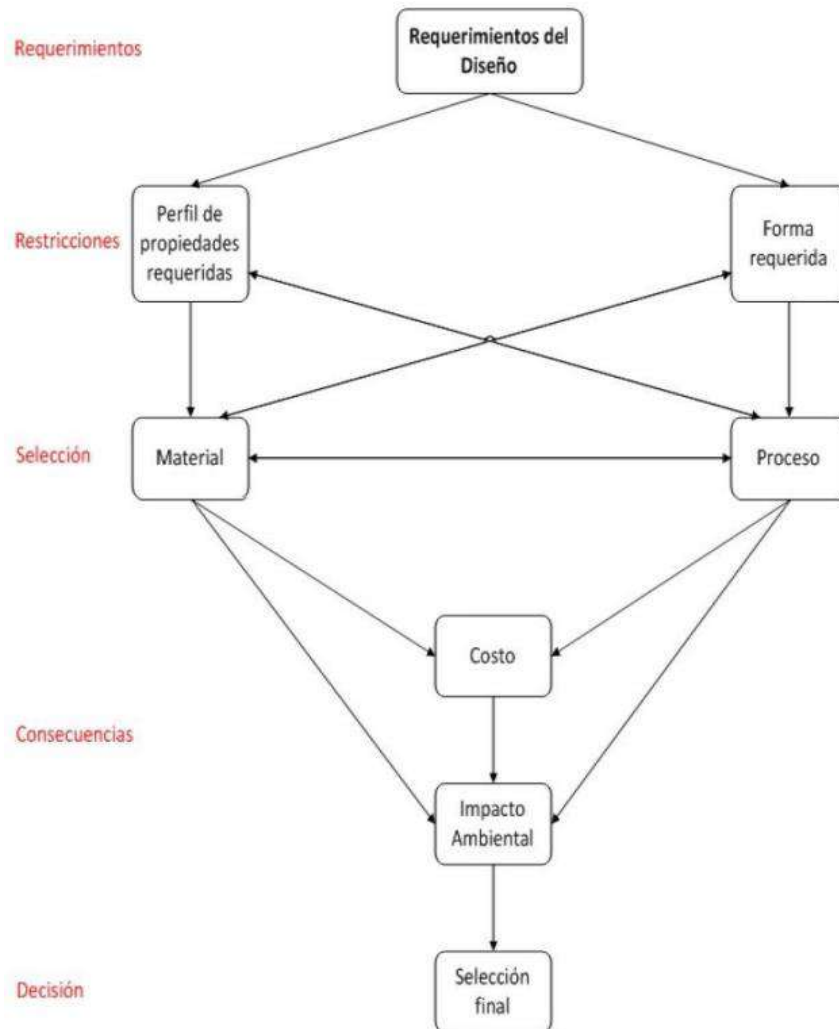 Requerimientos
Requerimientos del
Diseño
Restricciones
Perfil de
propiedades
requeridas
Forma
requerida
Selección
Material
Proceso
Costo
Consecuencias
Impacto
Ambiental
Decisión
Selección
final